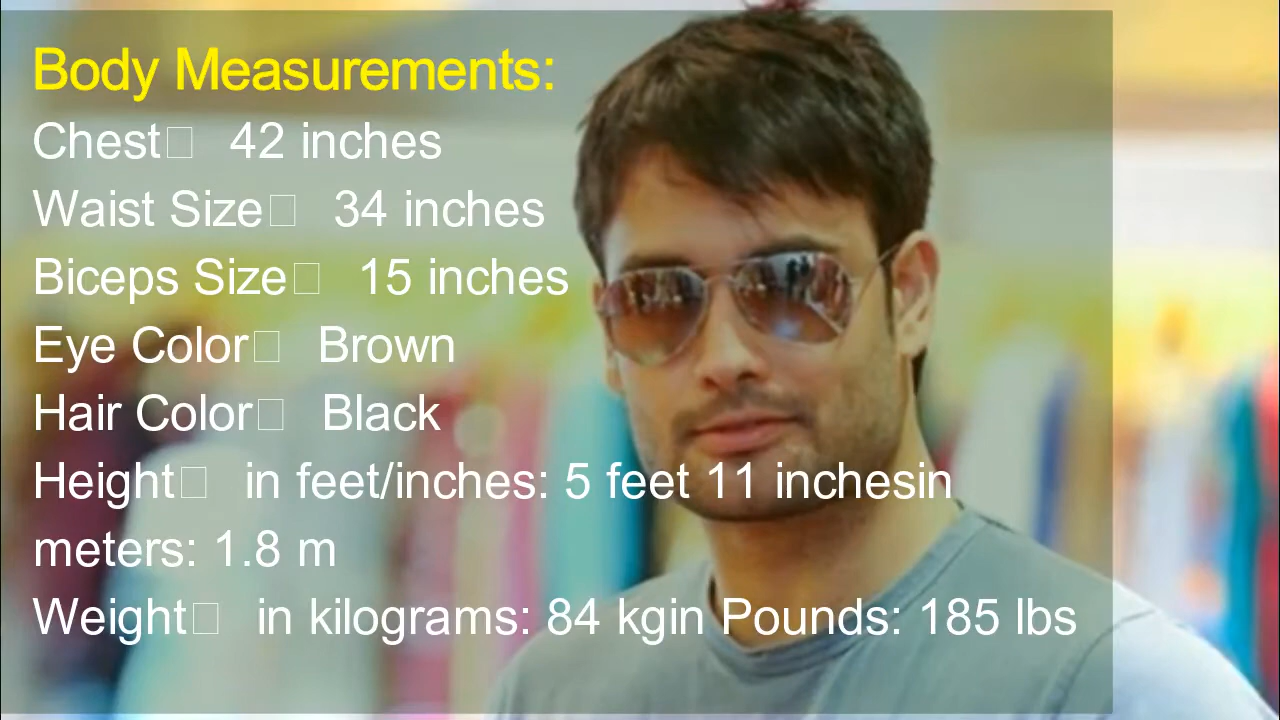 Body Measurements:
Chest□ 42 inches
Waist Size□ 34 inches
Biceps Size□ 15 inches
Eye Color□ Brown
Hair Color□ Black
Height□ in feet/inches: 5 feet 11 inchesin
meters: 1.8 m
Weight□ in kilograms: 84 kgin Pounds: 185 lbs